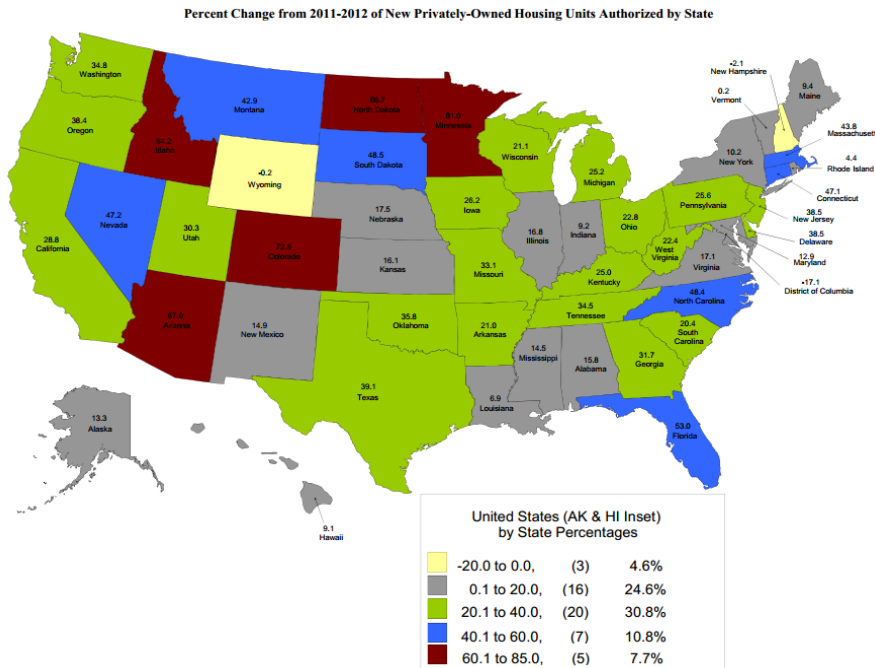 Percent Change from 2011-2012 of New Privately-Owned Housing Units Authorized by State
34.8
Washington
38.4
Oregon
28.8
California
47.2
Nevada
Idaho
42.9
Montana
-0.2
Wyoming
30.3
Utah
Colorado
Arizona
14.9
New Mexico
North Dakota
48.5
South Dakota
17.5
Nebraska
16.1
Kansas
35.8
Oklahoma
39.1
Texas
81.0
Minnesota
26.2
Iowa
33.1
Missouri
21.0
Arkansas
6.9
Louisiana
21.1
Wisconsin
16.8
Illinois
25.2
Michigan
9.2
Indiana
22.8
Ohio
25.0
Kentucky
34.5
Tennessee
14.5
Mississippi
15.8
Alabama
31.7
Georgia
53.0
Florida
20.4
South
Carolina
48.4
North Carolina
17.1
Virginia
22.4
West
Virginia
25.6
Pennsylvania
10.2
New York
0.2
Vermont
-2.1
New Hampshire
9.4
Maine
43.8
Massachusetts
4.4
Rhode Island
47.1
Connecticut
38.5
New Jersey
38.5
Delaware
12.9
Maryland
-17.1
District of Columbia
13.3
Alaska
9.1
Hawaii
United States (AK & HI Inset)
by State Percentages
-20.0 to 0.0, (3) 4.6%
0.1 to 20.0, (16) 24.6%
20.1 to 40.0, (20) 30.8%
40.1 to 60.0, (7) 10.8%
60.1 to 85.0, (5) 7.7%